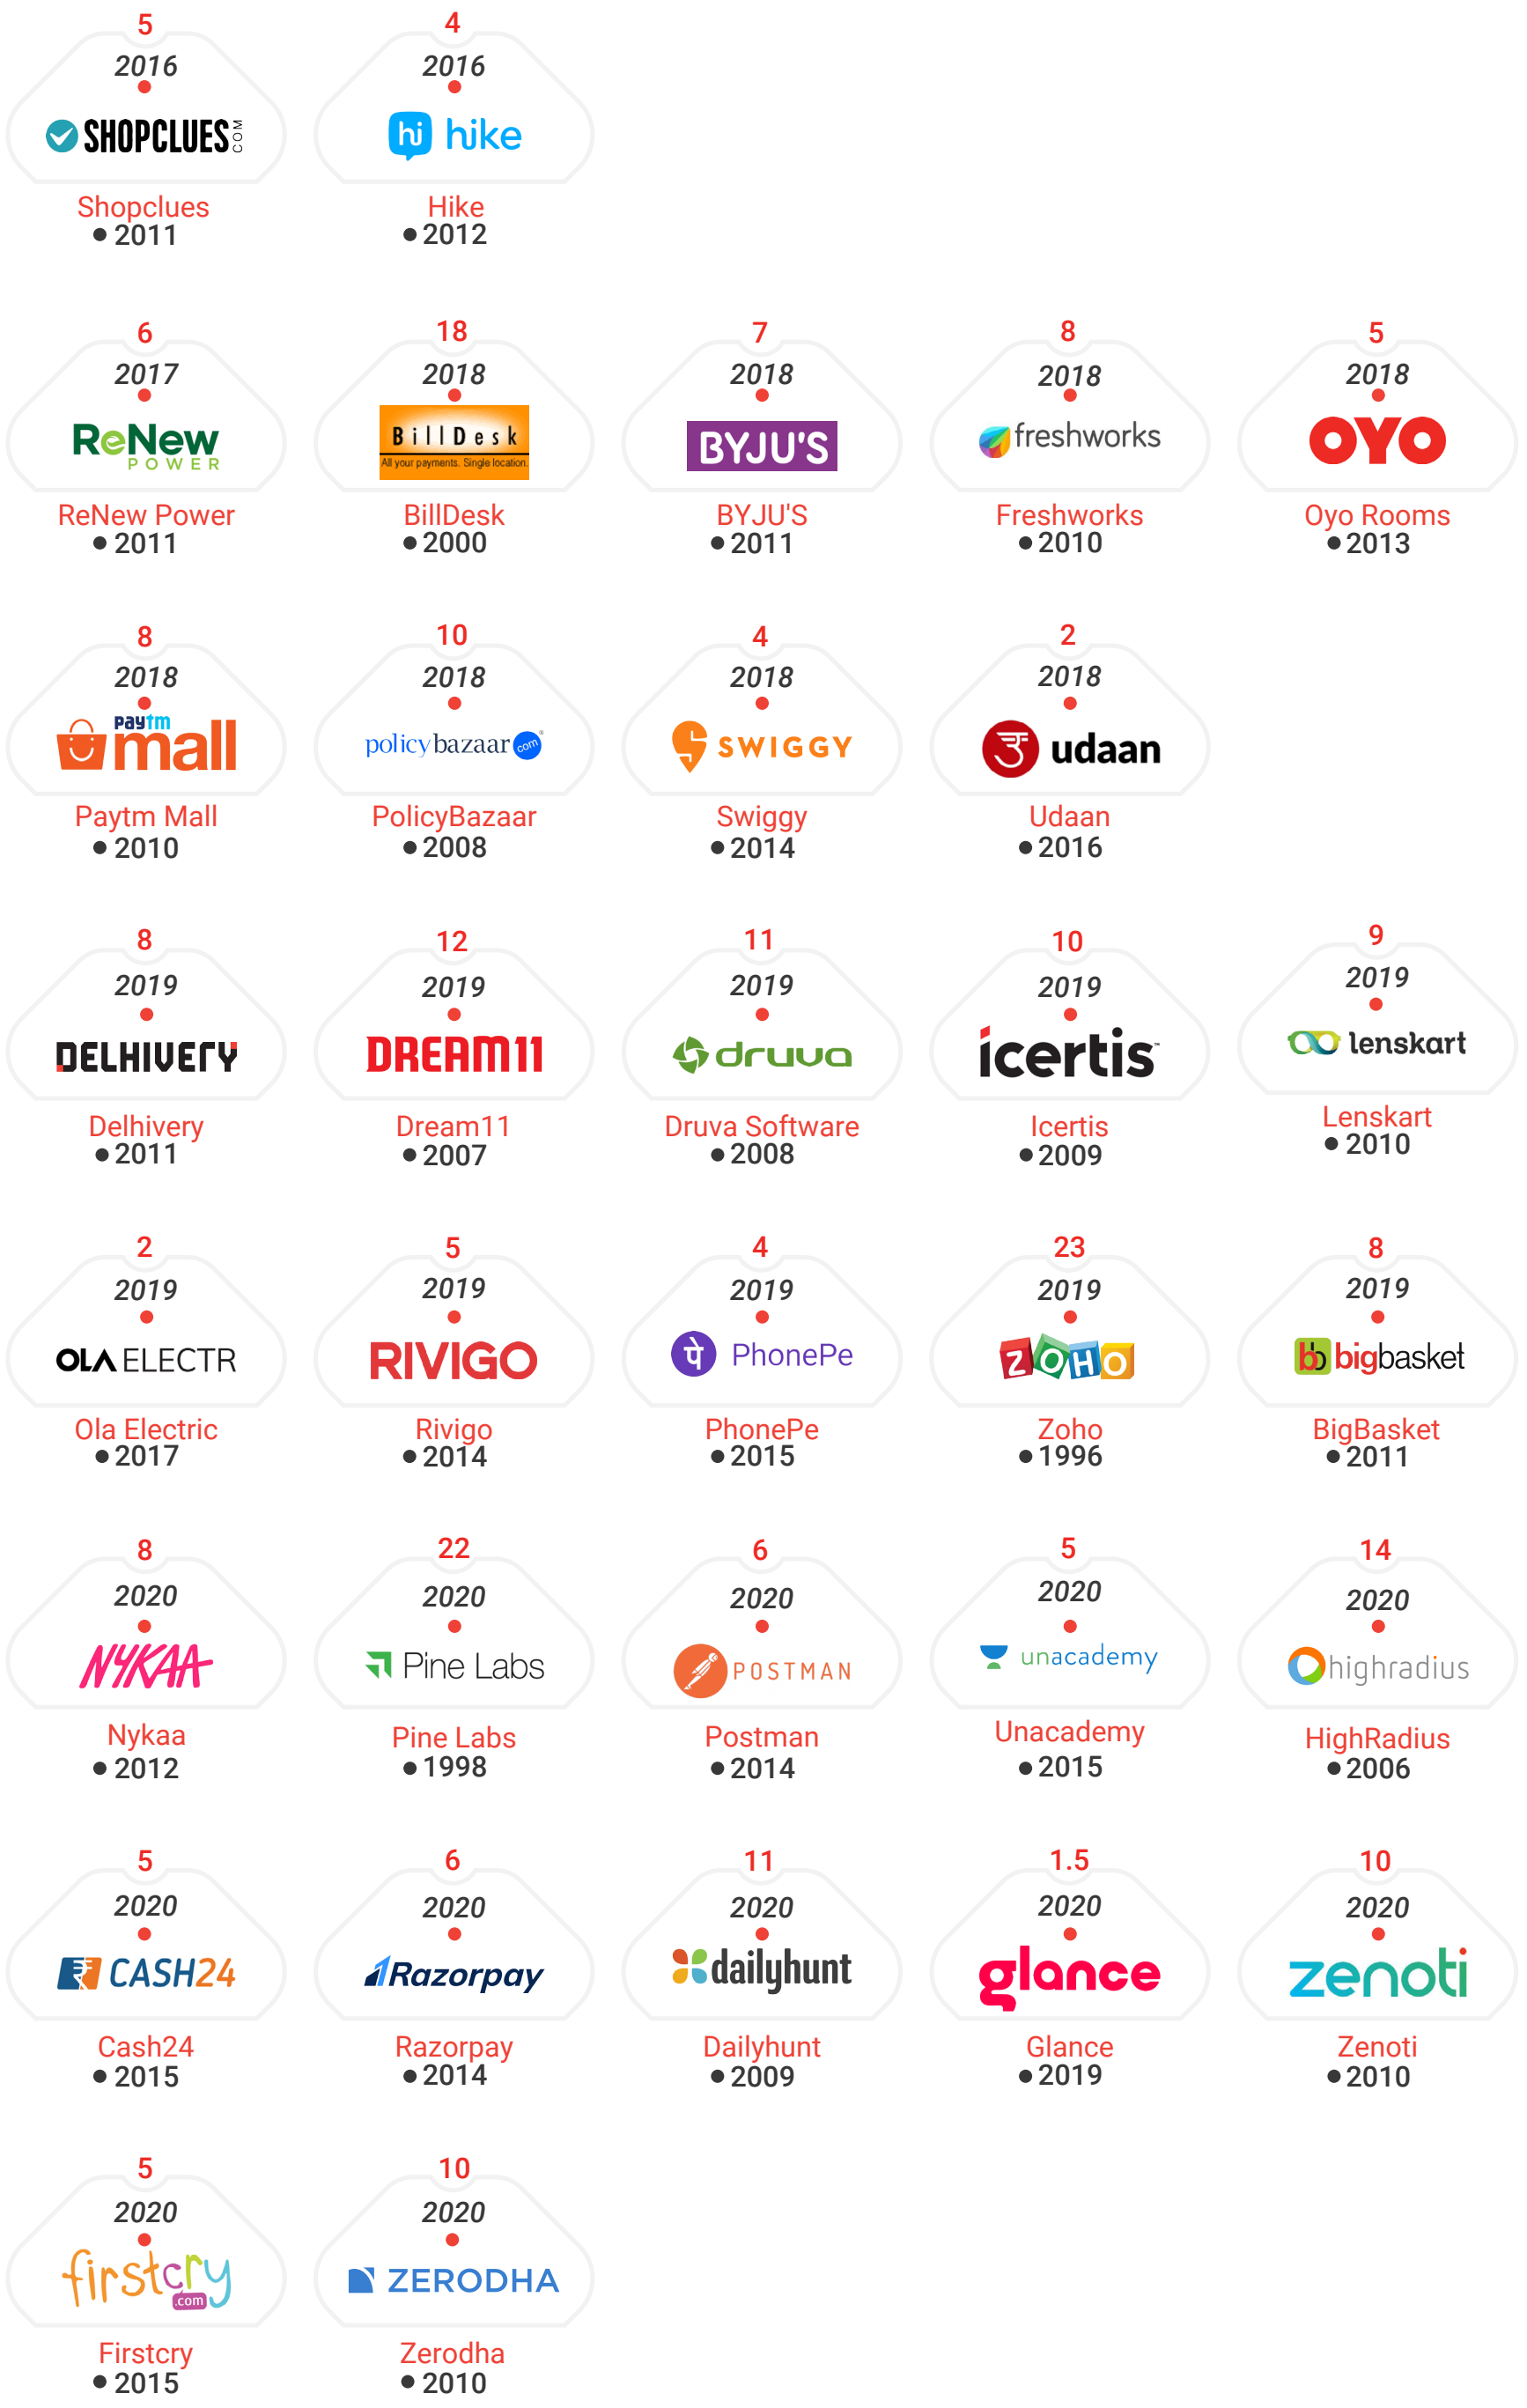 5
2016
SHOPCLUES.COM
Shopclues
2011
4
2016
hi hike
Hike
2012
6
2017
ReNew
POWER
ReNew Power
2011
18
2018
BillDesk
All your payments. Single location.
BillDesk
2000
7
2018
BYJU'S
BYJU'S
2011
8
2018
freshworks
Freshworks
2010
5
2018
OYO
Oyo Rooms
2013
8
2018
paytm
mall
Paytm Mall
2010
10
2018
policybazaar.com
PolicyBazaar
2008
4
2018
SWIGGY
Swiggy
2014
2
2018
उ udaan
Udaan
2016
8
2019
DELHIVERY
Delhivery
2011
12
2019
DREAM11
Dream11
2007
11
2019
druva
Druva Software
2008
10
2019
icertis™
Icertis
2009
9
2019
lenskart
Lenskart
2010
2
2019
OLA ELECTR
Ola Electric
2017
5
2019
RIVIGO
Rivigo
2014
4
2019
पे PhonePe
PhonePe
2015
23
2019
ZOHO
Zoho
1996
8
2019
bb bigbasket
BigBasket
2011
8
2020
NYKAA
Nykaa
2012
22
2020
Pine Labs
Pine Labs
1998
6
2020
POSTMAN
Postman
2014
5
2020
unacademy
Unacademy
2015
14
2020
highradius
HighRadius
2006
5
2020
₹ CASH24
Cash24
2015
6
2020
Razorpay
Razorpay
2014
11
2020
dailyhunt
Dailyhunt
2009
1.5
2020
glance
Glance
2019
10
2020
zenoti
Zenoti
2010
5
2020
firstcry
.com
Firstcry
2015
10
2020
ZERODHA
Zerodha
2010